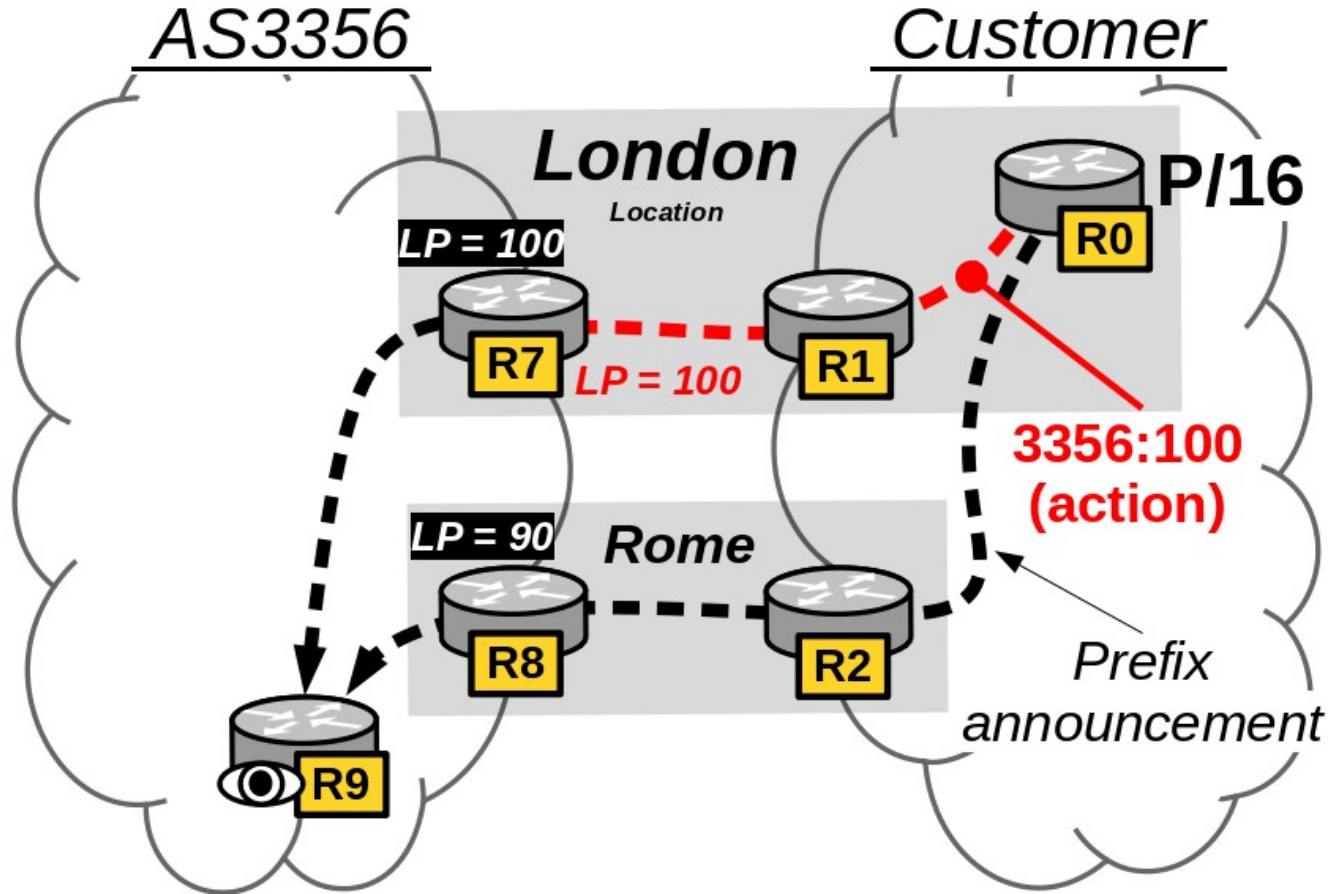 AS3356
Customer
London
Location
P/16
R0
LP = 100
R7
R1
LP = 100
3356:100
(action)
LP = 90
Rome
R8
R2
Prefix
announcement
R9